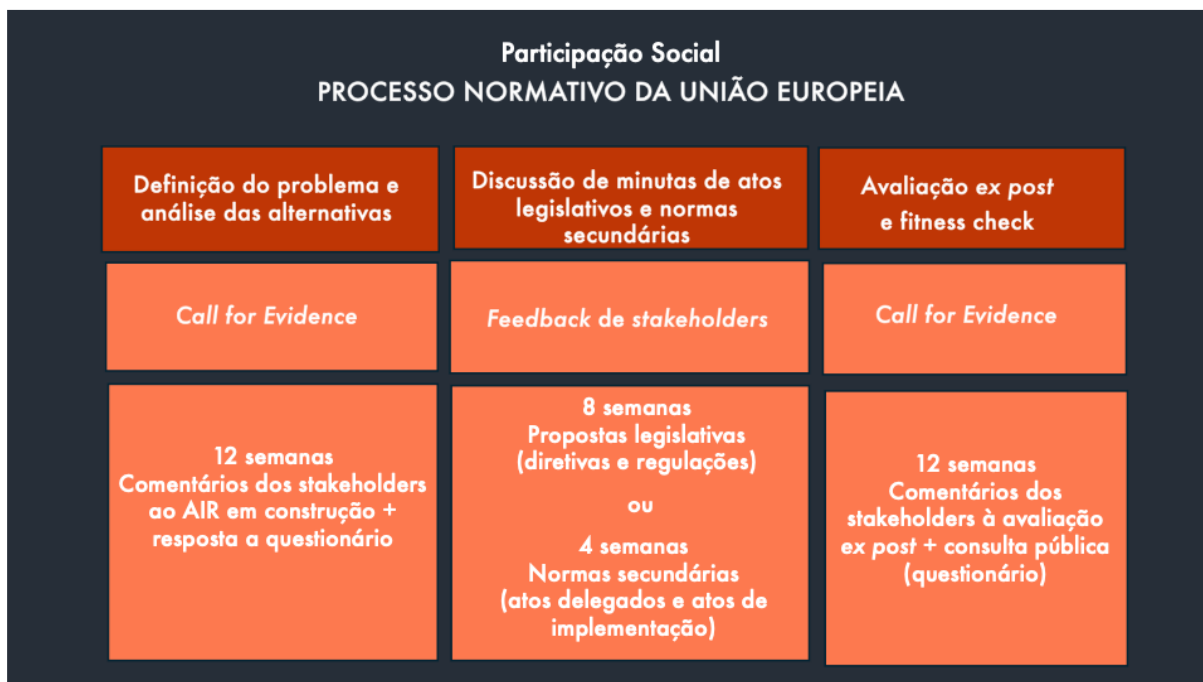 Participação Social
PROCESSO NORMATIVO DA UNIÃO EUROPEIA
Definição do problema e
análise das alternativas
Call for Evidence
12 semanas
Comentários dos stakeholders
ao AIR em construção +
resposta a questionário
Discussão de minutas de atos
legislativos e normas
secundárias
Feedback de stakeholders
8 semanas
Propostas legislativas
(diretivas e regulações)
ou
4 semanas
Normas secundárias
(atos delegados e atos de
implementação)
Avaliação ex post
e fitness check
Call for Evidence
12 semanas
Comentários dos
stakeholders à avaliação
ex post + consulta pública
(questionário)